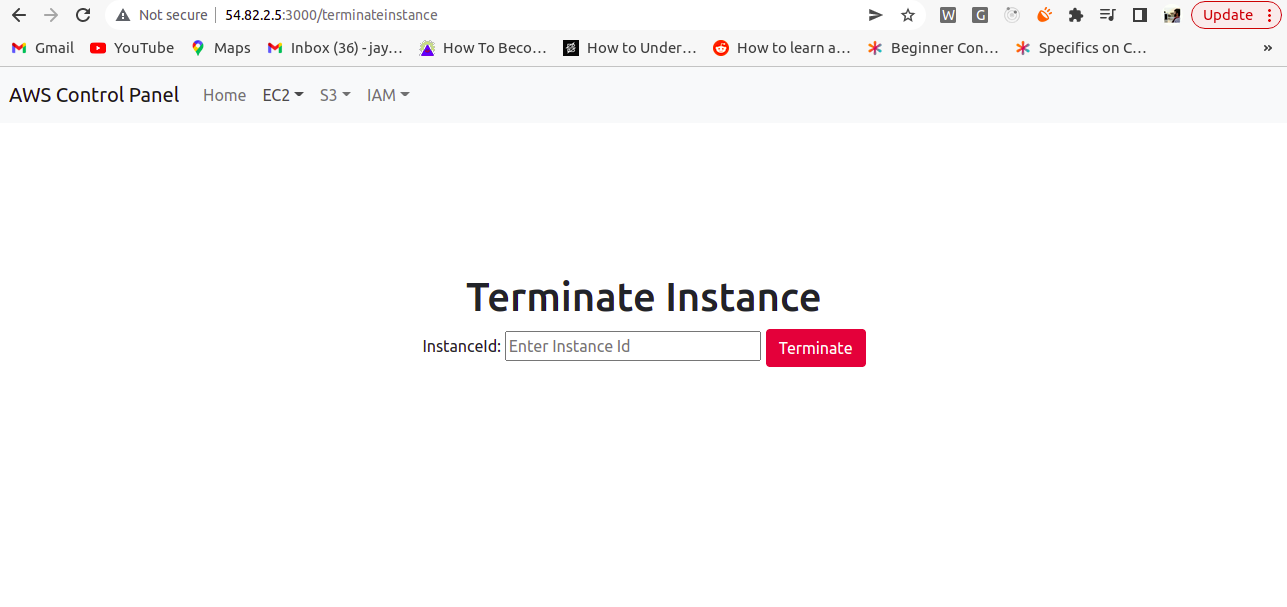 Not secure 54.82.2.5:3000/terminateinstance W G Update
Gmail YouTube Maps Inbox (36) - jay… How To Beco… How to Under… How to learn a… Beginner Con… Specifics on C… »
AWS Control Panel Home EC2 S3 IAM
Terminate Instance
InstanceId: Enter Instance Id Terminate